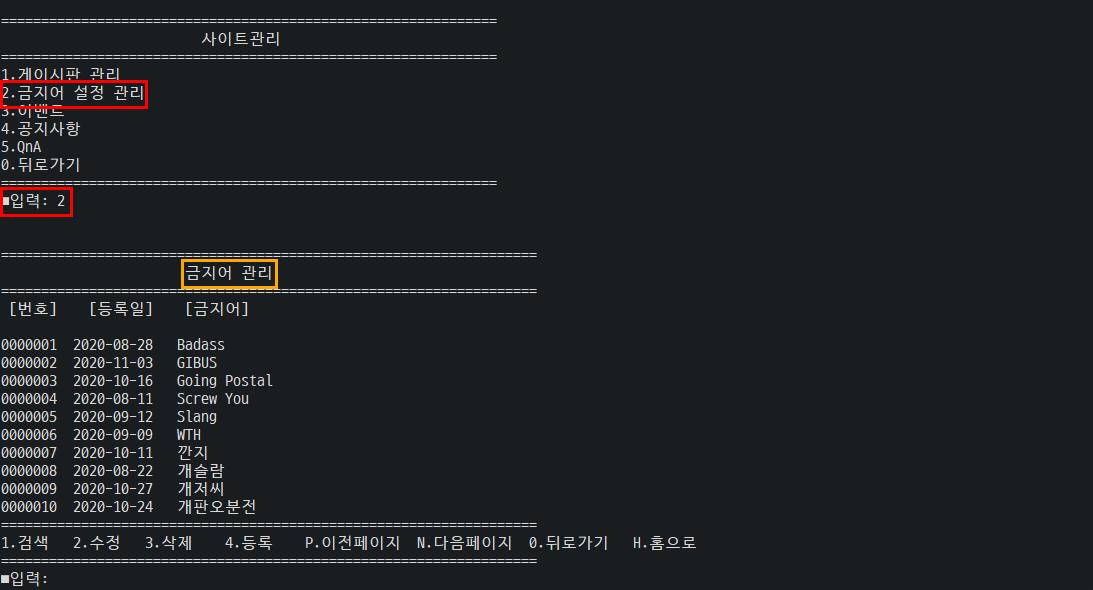 ==============================================================
사이트관리
==============================================================
1.게이시판 관리
2.금지어 설정 관리
3.이벤트
4.공지사항
5.QnA
0.뒤로가기
==============================================================
■입력: 2
===================================================================
금지어 관리
===================================================================
[번호] [등록일] [금지어]
0000001 2020-08-28 Badass
0000002 2020-11-03 GIBUS
0000003 2020-10-16 Going Postal
0000004 2020-08-11 Screw You
0000005 2020-09-12 Slang
0000006 2020-09-09 WTH
0000007 2020-10-11 깐지
0000008 2020-08-22 개슬람
0000009 2020-10-27 개저씨
0000010 2020-10-24 개판오분전
===================================================================
1.검색 2.수정 3.삭제 4.등록 P.이전페이지 N.다음페이지 0.뒤로가기 H.홈으로
===================================================================
■입력: